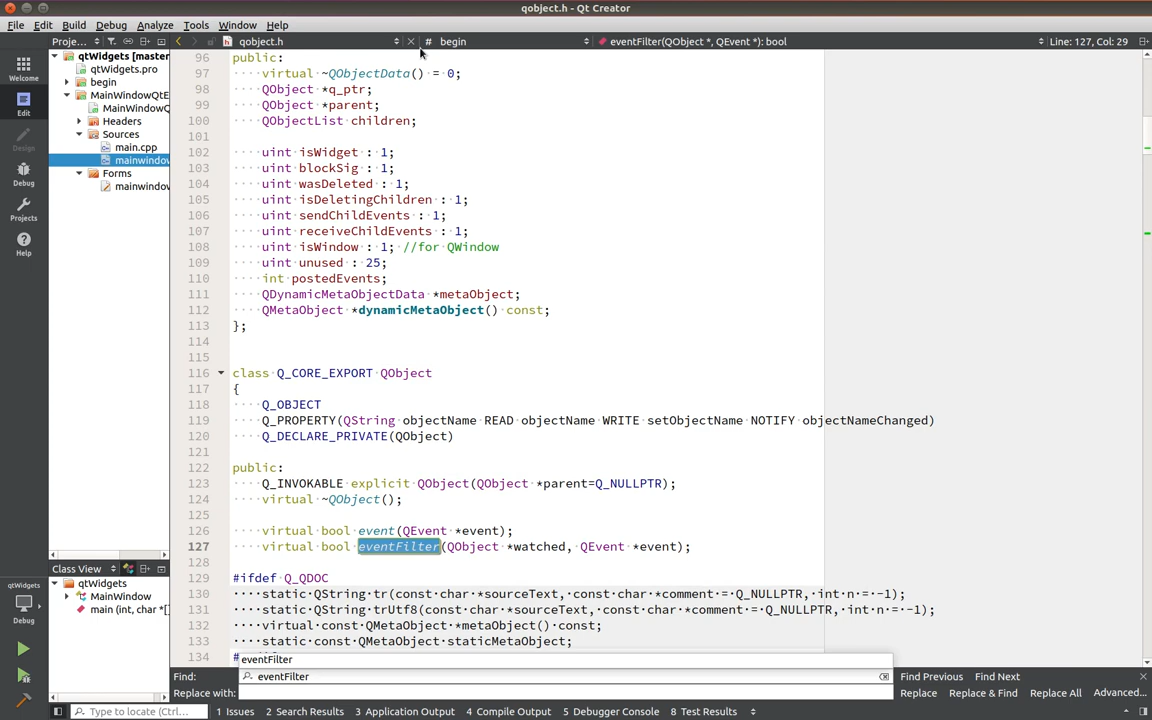 qobject.h - Qt Creator
File Edit Build Debug Analyze Tools Window Help
Proje... qobject.h # begin eventFilter(QObject *, QEvent *): bool Line: 127, Col: 29
Welcome
Edit
Design
Debug
Projects
Help
qtWidgets
Debug
qtWidgets [master
qtWidgets.pro
begin
MainWindowQtE
MainWindowQ
Headers
Sources
main.cpp
mainwindow
Forms
mainwindow
Class View
qtWidgets
MainWindow
main (int, char *[]
96 public:
97 virtual ~QObjectData() = 0;
98 QObject *q_ptr;
99 QObject *parent;
100 QObjectList children;
101
102 uint isWidget : 1;
103 uint blockSig : 1;
104 uint wasDeleted : 1;
105 uint isDeletingChildren : 1;
106 uint sendChildEvents : 1;
107 uint receiveChildEvents : 1;
108 uint isWindow : 1; //for QWindow
109 uint unused : 25;
110 int postedEvents;
111 QDynamicMetaObjectData *metaObject;
112 QMetaObject *dynamicMetaObject() const;
113 };
114
115
116 class Q_CORE_EXPORT QObject
117 {
118 Q_OBJECT
119 Q_PROPERTY(QString objectName READ objectName WRITE setObjectName NOTIFY objectNameChanged)
120 Q_DECLARE_PRIVATE(QObject)
121
122 public:
123 Q_INVOKABLE explicit QObject(QObject *parent=Q_NULLPTR);
124 virtual ~QObject();
125
126 virtual bool event(QEvent *event);
127 virtual bool eventFilter(QObject *watched, QEvent *event);
128
129 #ifdef Q_QDOC
130 static QString tr(const char *sourceText, const char *comment = Q_NULLPTR, int n = -1);
131 static QString trUtf8(const char *sourceText, const char *comment = Q_NULLPTR, int n = -1);
132 virtual const QMetaObject *metaObject() const;
133 static const QMetaObject staticMetaObject;
134 #
eventFilter
Find: eventFilter Find Previous Find Next
Replace with: Replace Replace & Find Replace All Advanced...
Type to locate (Ctrl... 1 Issues 2 Search Results 3 Application Output 4 Compile Output 5 Debugger Console 8 Test Results